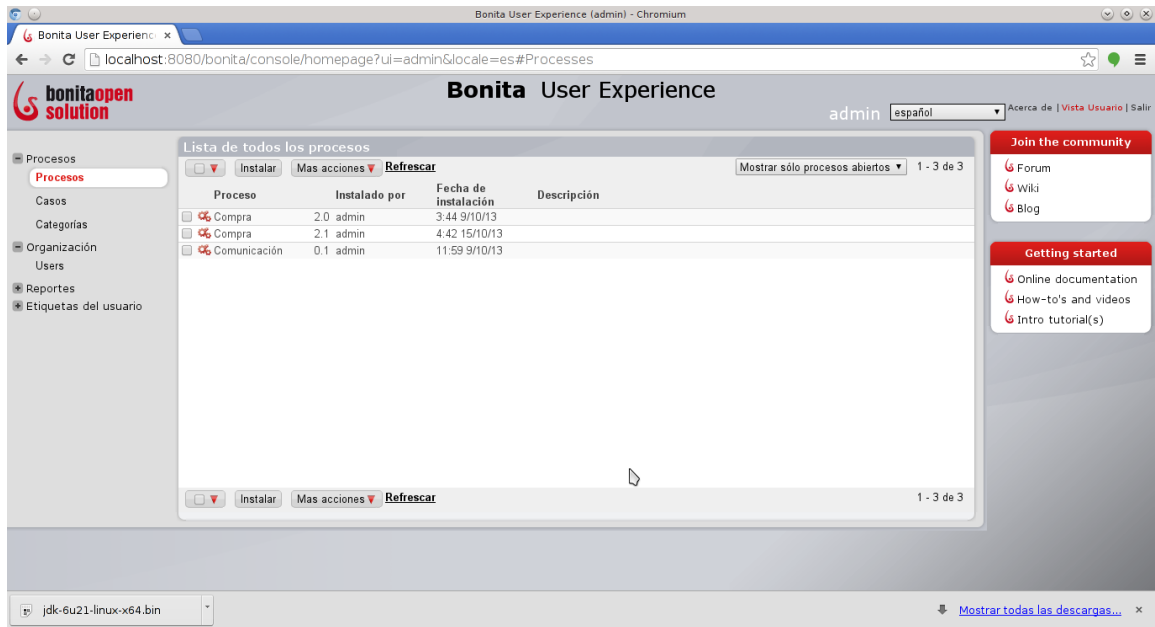 Bonita User Experience (admin) - Chromium
Bonita User Experienc
localhost:8080/bonita/console/homepage?ui=admin&locale=es#Processes
bonitaopen
solution
Bonita User Experience
admin español Acerca de | Vista Usuario | Salir
Procesos
Procesos
Casos
Categorías
Organización
Users
Reportes
Etiquetas del usuario
Lista de todos los procesos
Instalar Mas acciones Refrescar Mostrar sólo procesos abiertos 1 - 3 de 3
Proceso Instalado por Fecha de instalación Descripción
Compra 2.0 admin 3:44 9/10/13
Compra 2.1 admin 4:42 15/10/13
Comunicación 0.1 admin 11:59 9/10/13
Instalar Mas acciones Refrescar 1 - 3 de 3
Join the community
Forum
Wiki
Blog
Getting started
Online documentation
How-to's and videos
Intro tutorial(s)
jdk-6u21-linux-x64.bin Mostrar todas las descargas...